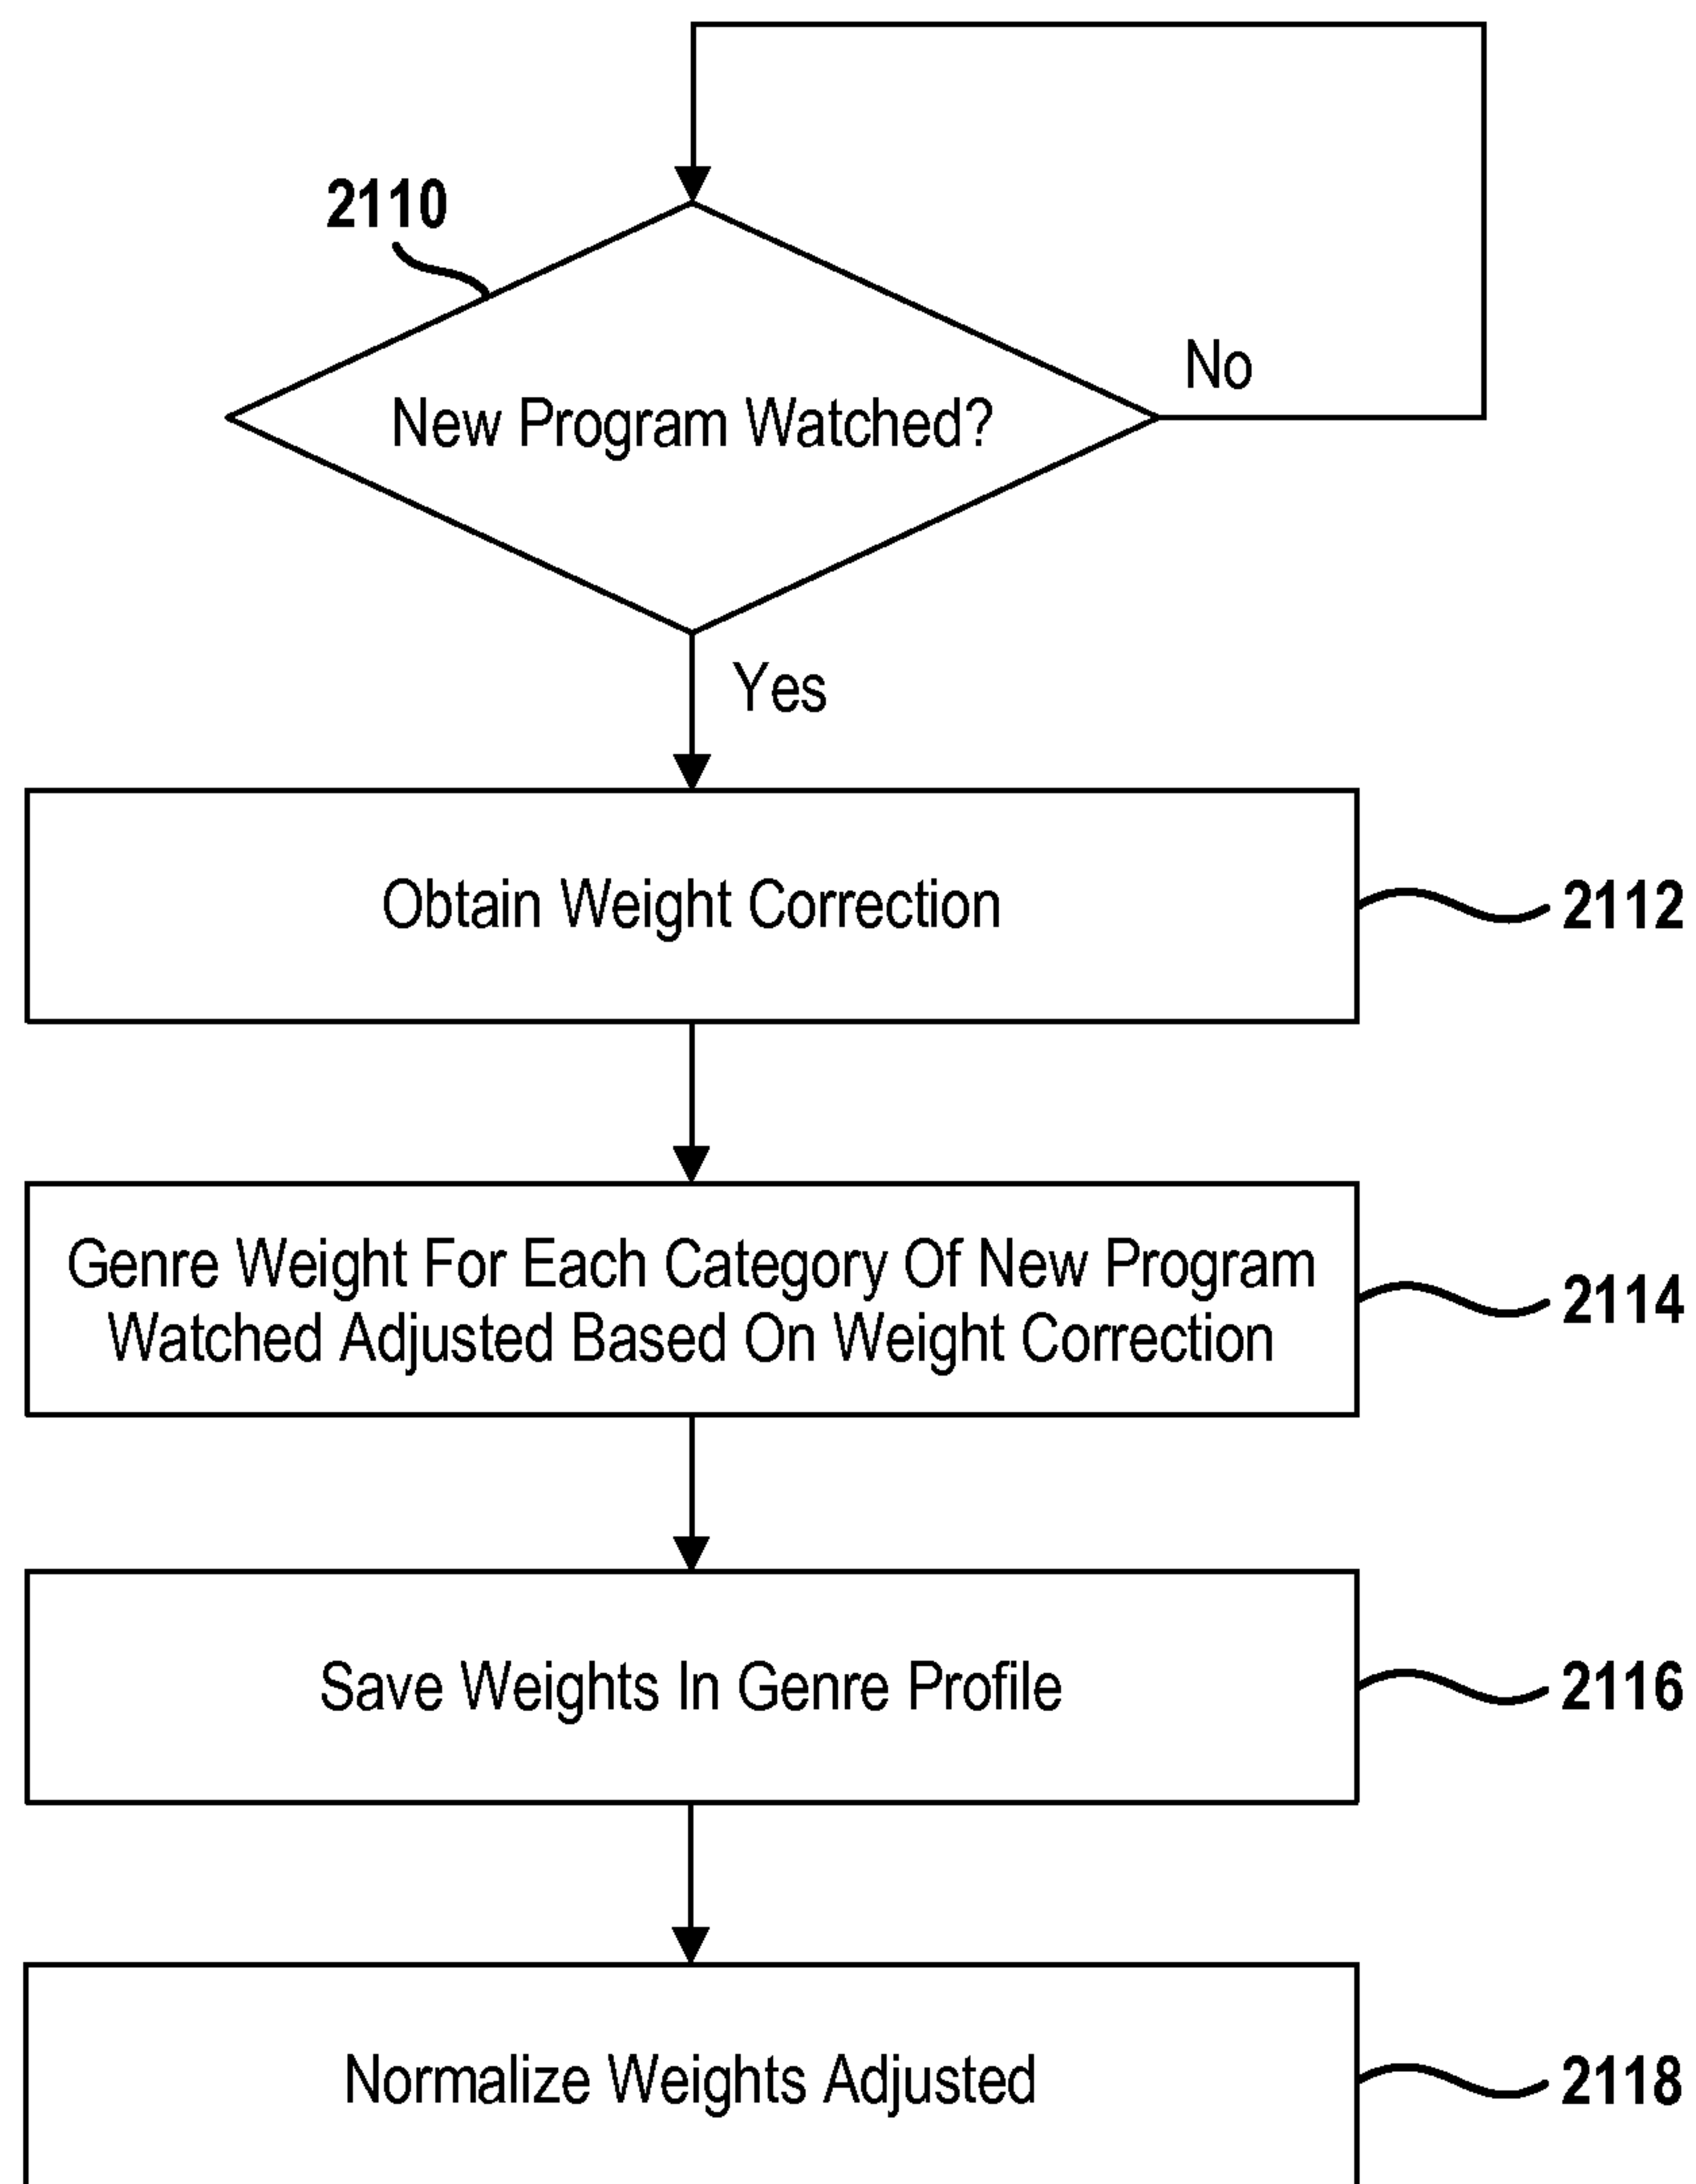 2110
No
New Program Watched?
Yes
Obtain Weight Correction
2112
Genre Weight For Each Category Of New Program
Watched Adjusted Based On Weight Correction
2114
Save Weights In Genre Profile
2116
Normalize Weights Adjusted
2118